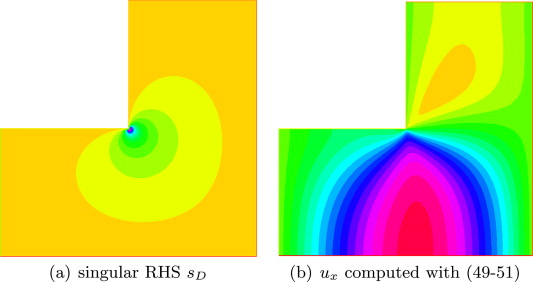 (a) singular RHS s_D
(b) u_x computed with (49-51)